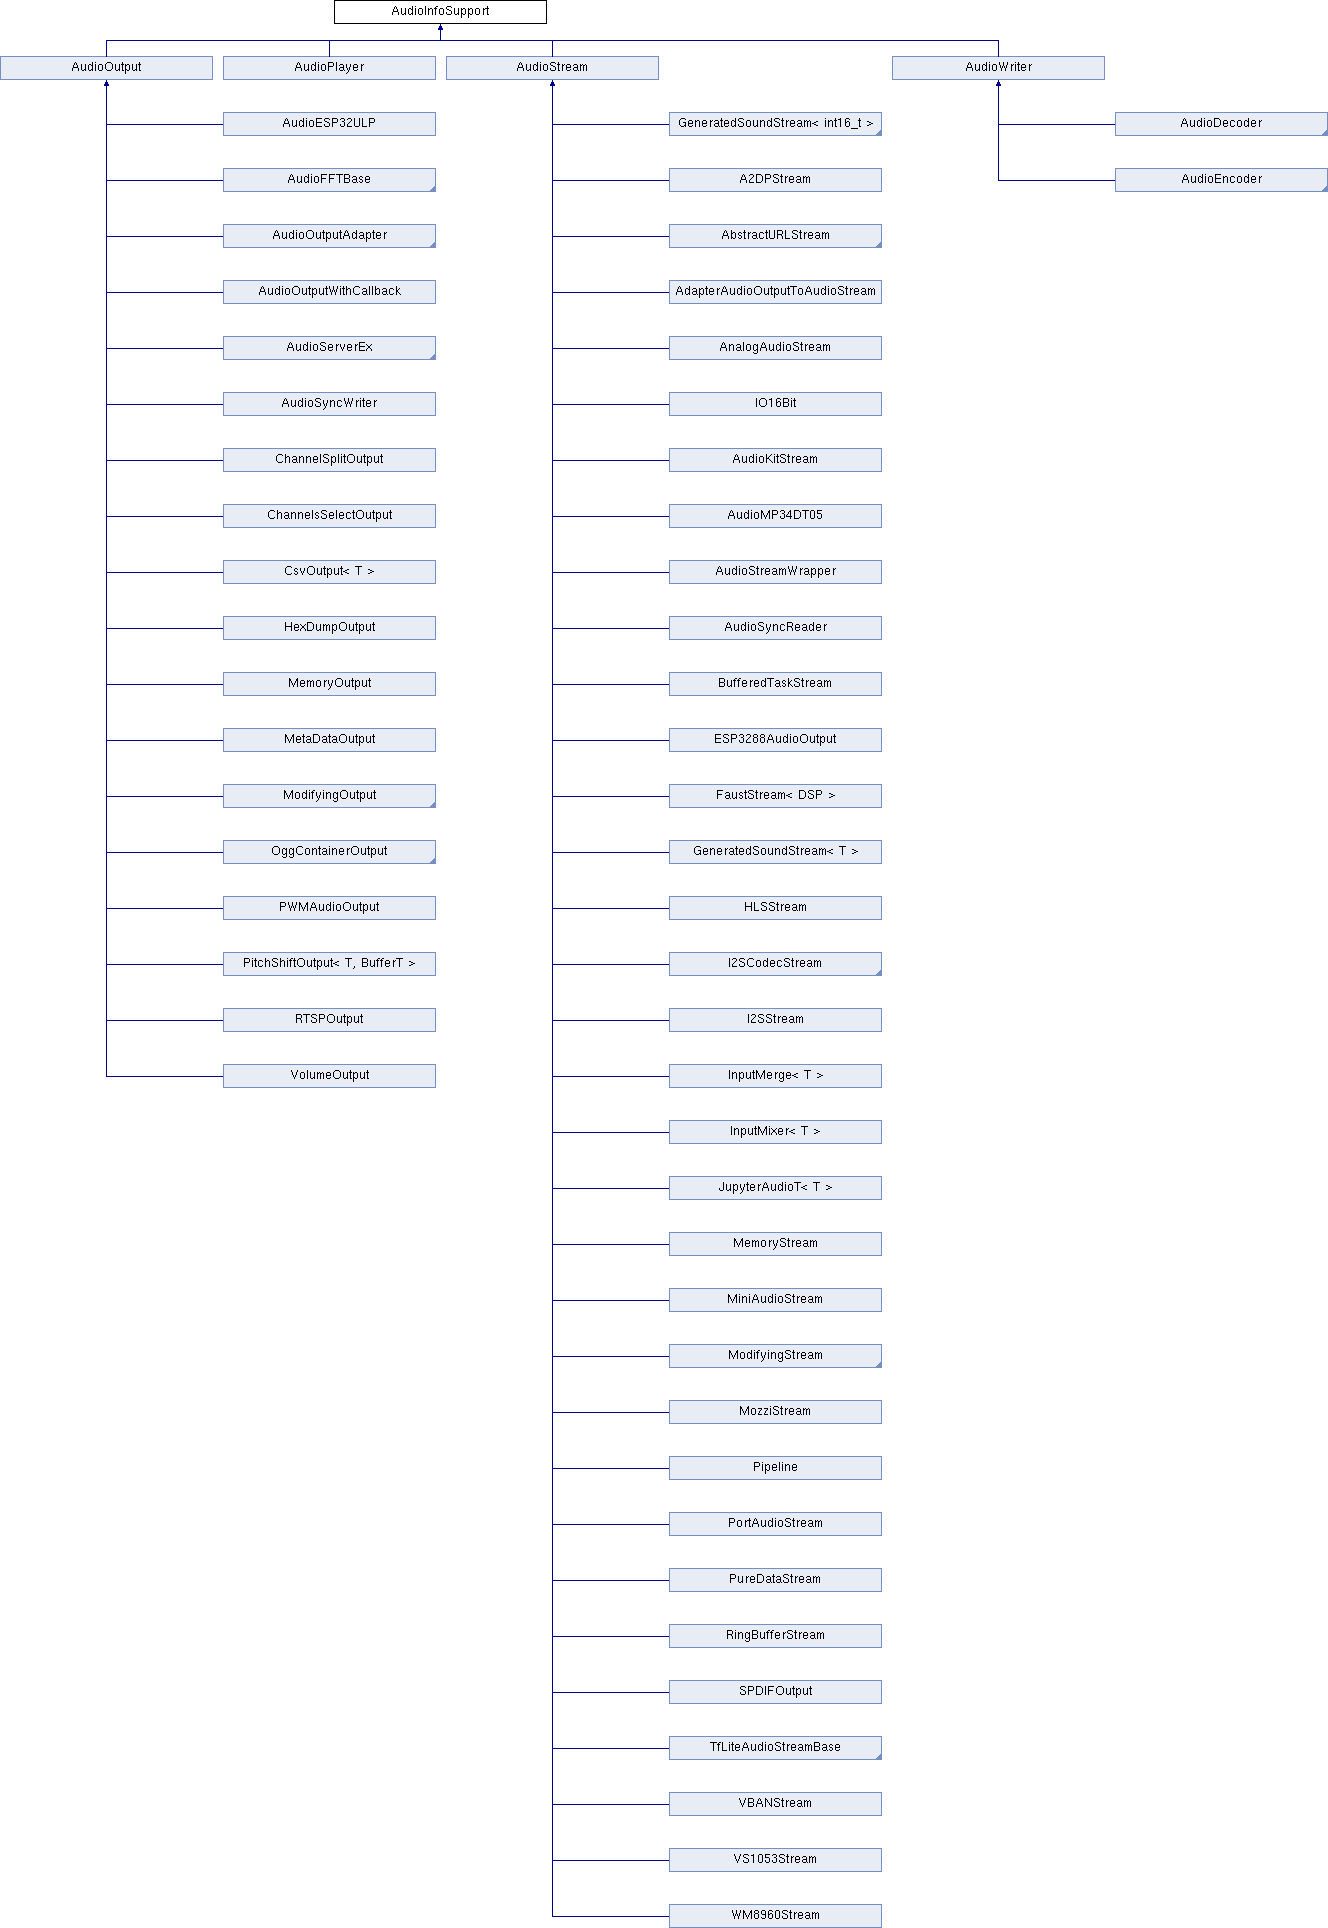 AudioInfoSupport
AudioOutput
AudioPlayer
AudioStream
AudioWriter
AudioESP32ULP
AudioFFTBase
AudioOutputAdapter
AudioOutputWithCallback
AudioServerEx
AudioSyncWriter
ChannelSplitOutput
ChannelsSelectOutput
CsvOutput< T >
HexDumpOutput
MemoryOutput
MetaDataOutput
ModifyingOutput
OggContainerOutput
PWMAudioOutput
PitchShiftOutput< T, BufferT >
RTSPOutput
VolumeOutput
GeneratedSoundStream< int16_t >
A2DPStream
AbstractURLStream
AdapterAudioOutputToAudioStream
AnalogAudioStream
IO16Bit
AudioKitStream
AudioMP34DT05
AudioStreamWrapper
AudioSyncReader
BufferedTaskStream
ESP3288AudioOutput
FaustStream< DSP >
GeneratedSoundStream< T >
HLSStream
I2SCodecStream
I2SStream
InputMerge< T >
InputMixer< T >
JupyterAudioT< T >
MemoryStream
MiniAudioStream
ModifyingStream
MozziStream
Pipeline
PortAudioStream
PureDataStream
RingBufferStream
SPDIFOutput
TfLiteAudioStreamBase
VBANStream
VS1053Stream
WM8960Stream
AudioDecoder
AudioEncoder